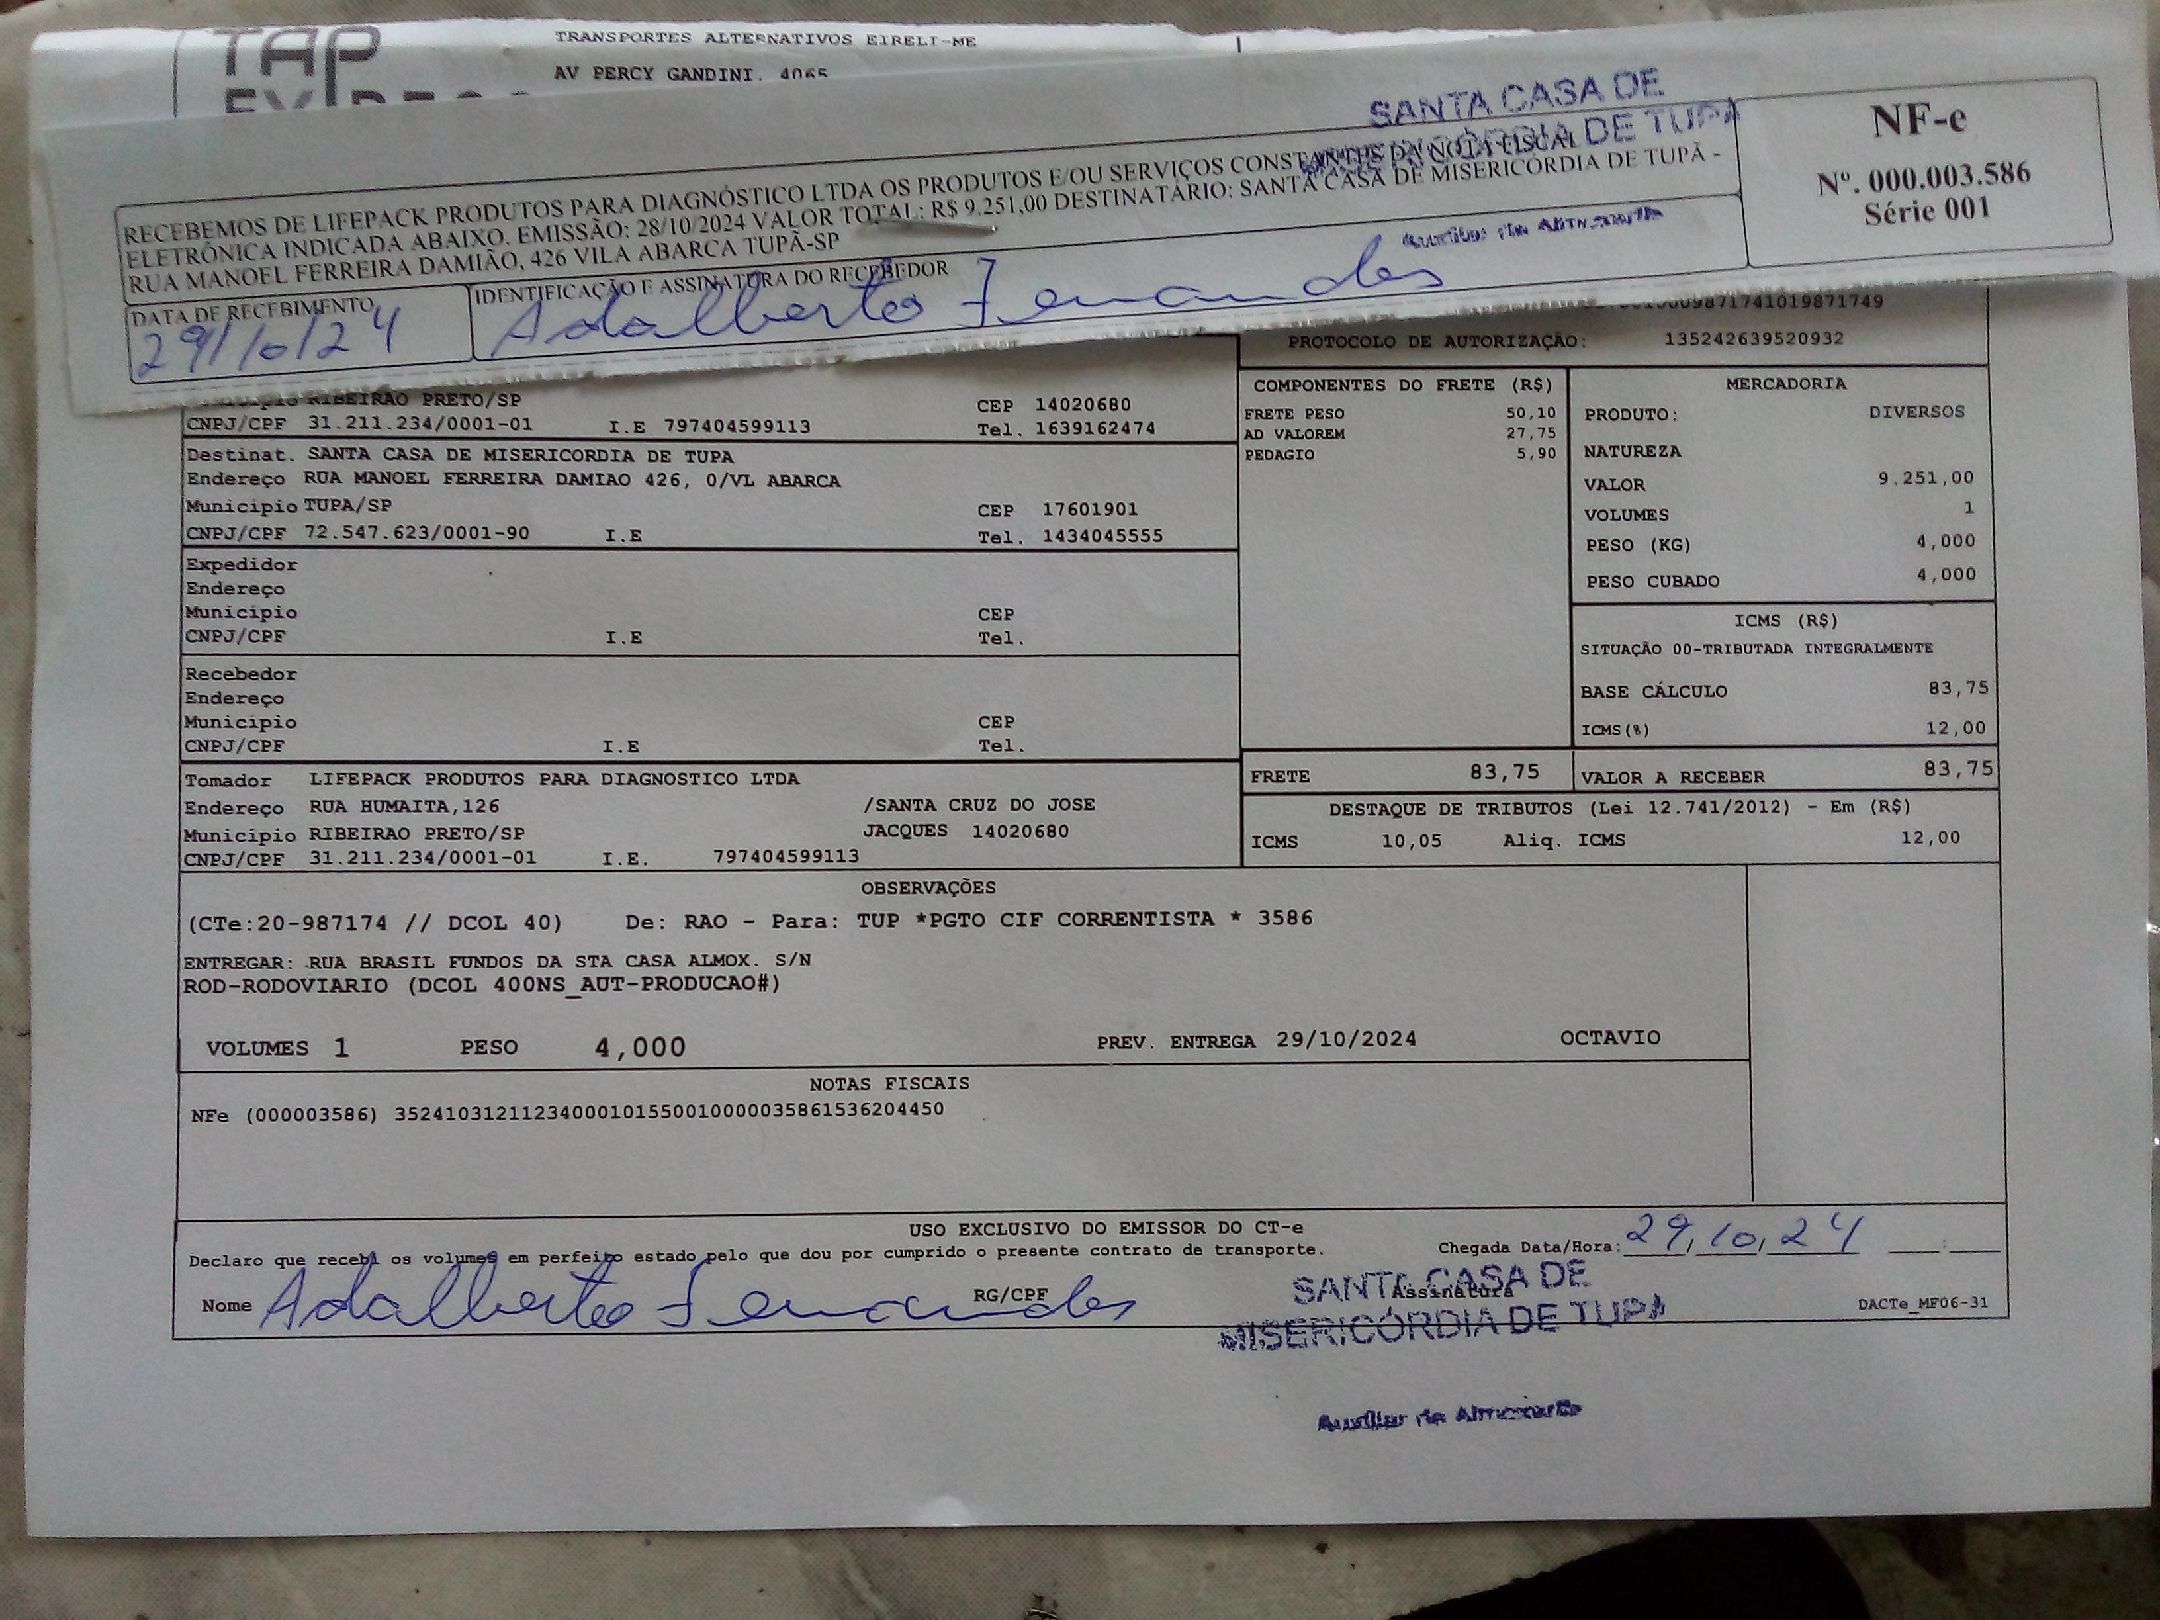 TAP
TRANSPORTES ALTERNATIVOS EIRELI-ME
AV PERCY GANDINI. 4065
SANTA CASA DE
DE TUPA
RECEBEMOS DE LIFEPACK PRODUTOS PARA DIAGNÓSTICO LTDA OS PRODUTOS E/OU SERVIÇOS CONSTANTES DA NOTA FISCAL
ELETRÔNICA INDICADA ABAIXO. EMISSÃO: 28/10/2024 VALOR TOTAL: R$ 9.251,00 DESTINATÁRIO: SANTA CASA DE MISERICÓRDIA DE TUPÃ -
RUA MANOEL FERREIRA DAMIÃO, 426 VILA ABARCA TUPÃ-SP
NF-e
Nº. 000.003.586
Série 001
DATA DE RECEBIMENTO
29/10/24
IDENTIFICAÇÃO E ASSINATURA DO RECEBEDOR
Adalberto Fernandes
Auxiliar de Almoxarife
PROTOCOLO DE AUTORIZAÇÃO: 135242639520932
Município RIBEIRAO PRETO/SP CEP 14020680
CNPJ/CPF 31.211.234/0001-01 I.E 797404599113 Tel. 1639162474
Destinat. SANTA CASA DE MISERICORDIA DE TUPA
Endereço RUA MANOEL FERREIRA DAMIAO 426, 0/VL ABARCA
Município TUPA/SP CEP 17601901
CNPJ/CPF 72.547.623/0001-90 I.E Tel. 1434045555
Expedidor
Endereço
Município CEP
CNPJ/CPF I.E Tel.
Recebedor
Endereço
Município CEP
CNPJ/CPF I.E Tel.
Tomador LIFEPACK PRODUTOS PARA DIAGNOSTICO LTDA
Endereço RUA HUMAITA,126 /SANTA CRUZ DO JOSE
Município RIBEIRAO PRETO/SP JACQUES 14020680
CNPJ/CPF 31.211.234/0001-01 I.E. 797404599113
COMPONENTES DO FRETE (R$)
FRETE PESO 50,10
AD VALOREM 27,75
PEDAGIO 5,90
MERCADORIA
PRODUTO: DIVERSOS
NATUREZA
VALOR 9.251,00
VOLUMES 1
PESO (KG) 4,000
PESO CUBADO 4,000
ICMS (R$)
SITUAÇÃO 00-TRIBUTADA INTEGRALMENTE
BASE CÁLCULO 83,75
ICMS(%) 12,00
FRETE 83,75 VALOR A RECEBER 83,75
DESTAQUE DE TRIBUTOS (Lei 12.741/2012) - Em (R$)
ICMS 10,05 Aliq. ICMS 12,00
OBSERVAÇÕES
(CTe:20-987174 // DCOL 40) De: RAO - Para: TUP *PGTO CIF CORRENTISTA * 3586
ENTREGAR: RUA BRASIL FUNDOS DA STA CASA ALMOX. S/N
ROD-RODOVIARIO (DCOL 400NS_AUT-PRODUCAO#)
VOLUMES 1 PESO 4,000 PREV. ENTREGA 29/10/2024 OCTAVIO
NOTAS FISCAIS
NFe (000003586) 35241031211234000101550010000035861536204450
USO EXCLUSIVO DO EMISSOR DO CT-e
Declaro que recebi os volumes em perfeito estado pelo que dou por cumprido o presente contrato de transporte. Chegada Data/Hora: 29/10/24
Nome Adalberto Fernandes RG/CPF Assinatura
SANTA CASA DE
MISERICÓRDIA DE TUPA
DACTe_MF06-31
Auxiliar de Almoxarife